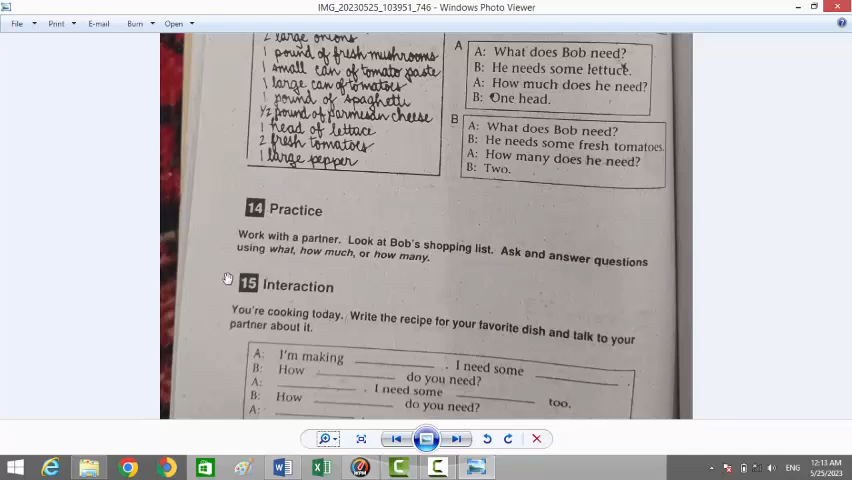 IMG_20230525_103951_746 - Windows Photo Viewer
File Print E-mail Burn Open
2 large onions
1 pound of fresh mushrooms
1 small can of tomato paste
1 large can of tomatoes
1 pound of spaghetti
1/2 pound of parmesan cheese
1 head of lettuce
2 fresh tomatoes
1 large pepper
A
A: What does Bob need?
B: He needs some lettuce.
A: How much does he need?
B: One head.
B
A: What does Bob need?
B: He needs some fresh tomatoes.
A: How many does he need?
B: Two.
14 Practice
Work with a partner. Look at Bob's shopping list. Ask and answer questions
using what, how much, or how many.
15 Interaction
You're cooking today. Write the recipe for your favorite dish and talk to your
partner about it.
A: I'm making ____________ . I need some ____________ .
B: How ____________ do you need?
A: ____________ . I need some ____________ too.
B: How ____________ do you need?
A: ____________ .
12:13 AM
ENG
5/25/2023